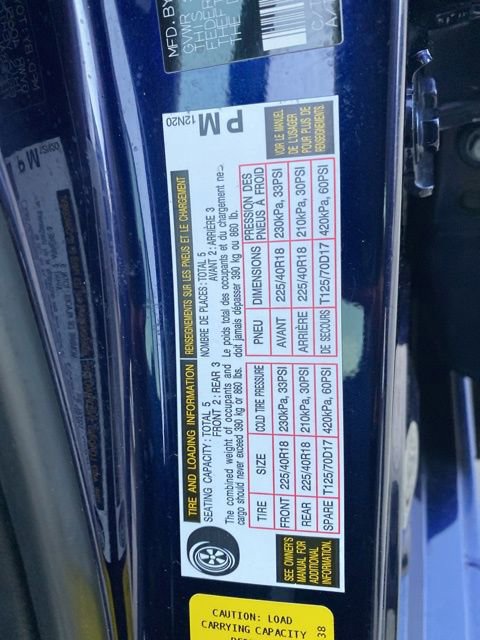 MFD. BY
GVWR
THIS
12N20
PM
TIRE AND LOADING INFORMATION
RENSEIGNEMENTS SUR LES PNEUS ET LE CHARGEMENT
SEATING CAPACITY: TOTAL 5
FRONT 2: REAR 3
NOMBRE DE PLACES: TOTAL 5
AVANT 2: ARRIÈRE 3
The combined weight of occupants and
cargo should never exceed 390 kg or 860 lbs.
Le poids total des occupants et du chargement ne
doit jamais dépasser 390 kg ou 860 lb.
TIRE SIZE COLD TIRE PRESSURE
FRONT 225/40R18 230kPa, 33PSI
REAR 225/40R18 210kPa, 30PSI
SPARE T125/70D17 420kPa, 60PSI
PNEU DIMENSIONS PRESSION DES
PNEUS À FROID
AVANT 225/40R18 230kPa, 33PSI
ARRIÈRE 225/40R18 210kPa, 30PSI
DE SECOURS T125/70D17 420kPa, 60PSI
SEE OWNER'S
MANUAL FOR
ADDITIONAL
INFORMATION.
VOIR LE MANUEL
DE L'USAGER
POUR PLUS DE
RENSEIGNEMENTS.
CAUTION: LOAD
CARRYING CAPACITY
38